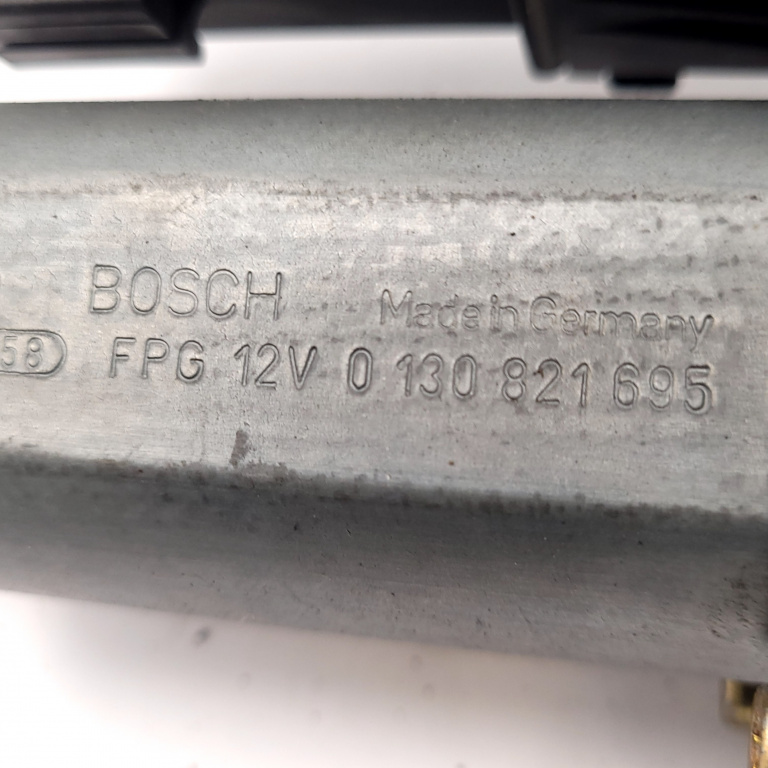 BOSCH Made in Germany
58 FPG 12V 0 130 821 695